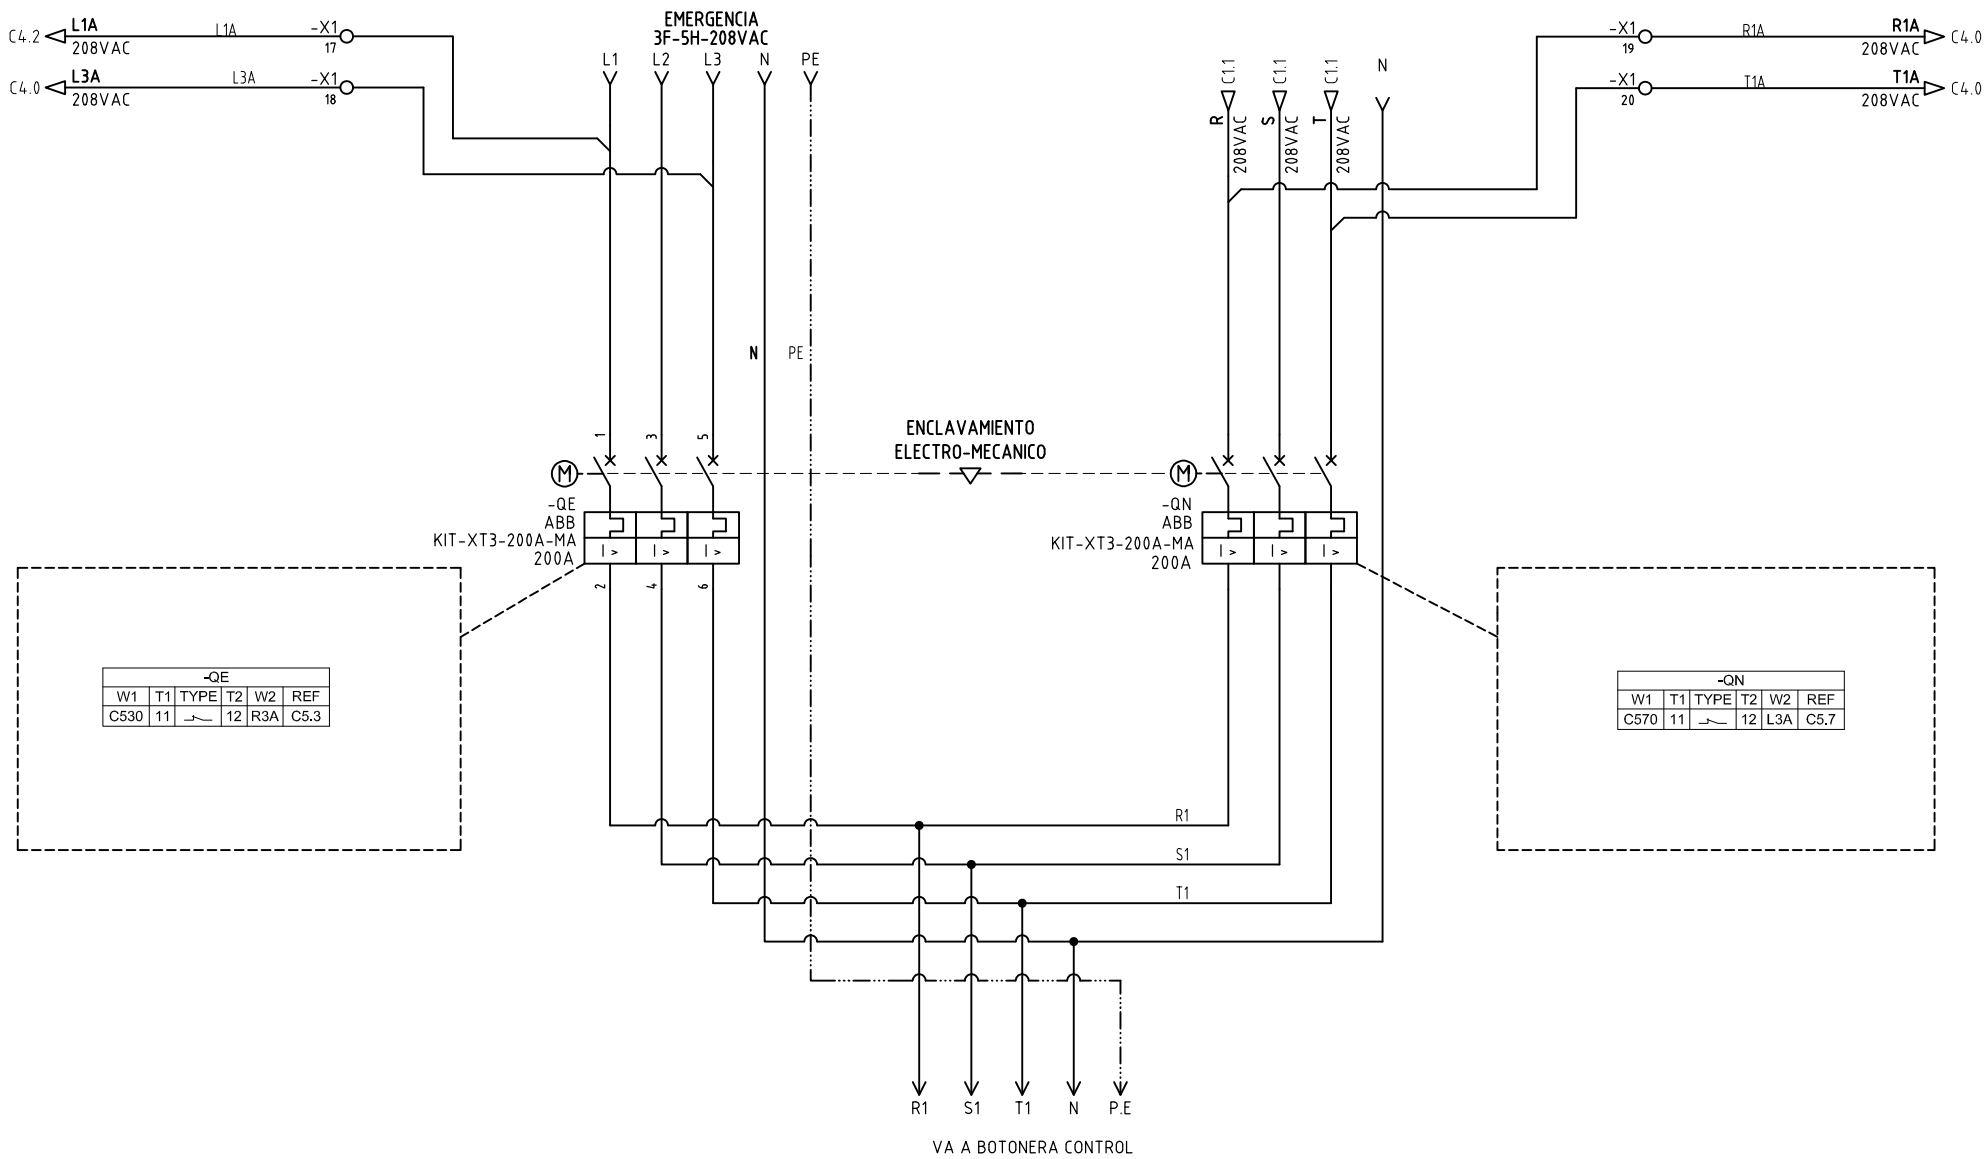 EMERGENCIA
3F-5H-208VAC
C4.2 L1A L1A -X1
208VAC 17
C4.0 L3A L3A -X1
208VAC 18
L1 L2 L3 N PE
C1.1 C1.1 C1.1 N
R S T
208VAC 208VAC 208VAC
-X1 R1A R1A C4.0
19 208VAC
-X1 T1A T1A C4.0
20 208VAC
N PE
ENCLAVAMIENTO
ELECTRO-MECANICO
1 3 5
M M
-QE
ABB
KIT-XT3-200A-MA
200A
I > I > I >
2 4 6
-QN
ABB
KIT-XT3-200A-MA
200A
I > I > I >
-QE
W1 T1 TYPE T2 W2 REF
C530 11 12 R3A C5.3
-QN
W1 T1 TYPE T2 W2 REF
C570 11 12 L3A C5.7
R1
S1
T1
R1 S1 T1 N P.E
VA A BOTONERA CONTROL